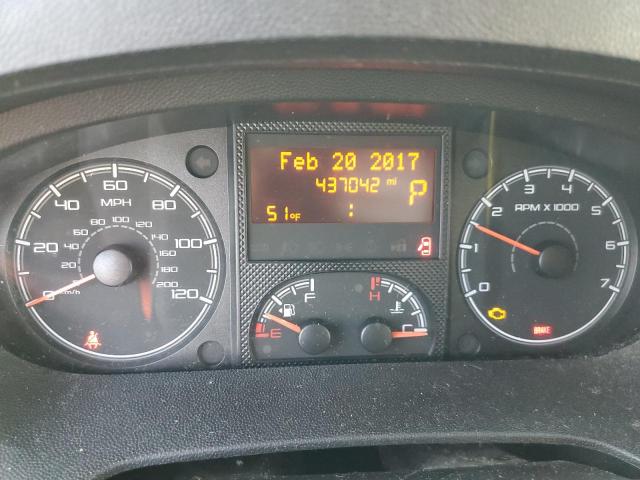 Feb 20 2017
437042 mi
P
51°F :
MPH
0 20 40 60 80 100 120
km/h
20 40 60 80 100 120 140 160 180 200
RPM X 1000
0 1 2 3 4 5 6 7
F
E
H
C
BRAKE